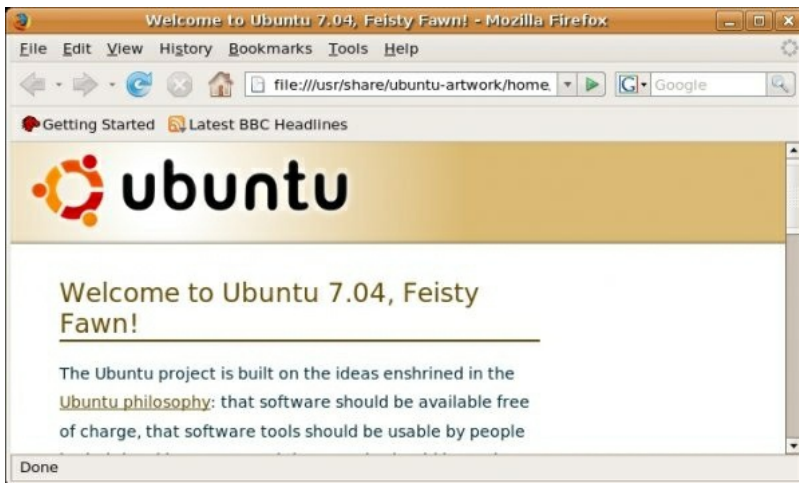 Welcome to Ubuntu 7.04, Feisty Fawn! - Mozilla Firefox
File Edit View History Bookmarks Tools Help
file:///usr/share/ubuntu-artwork/home. G Google
Getting Started Latest BBC Headlines
ubuntu
Welcome to Ubuntu 7.04, Feisty
Fawn!
The Ubuntu project is built on the ideas enshrined in the
Ubuntu philosophy: that software should be available free
of charge, that software tools should be usable by people
Done